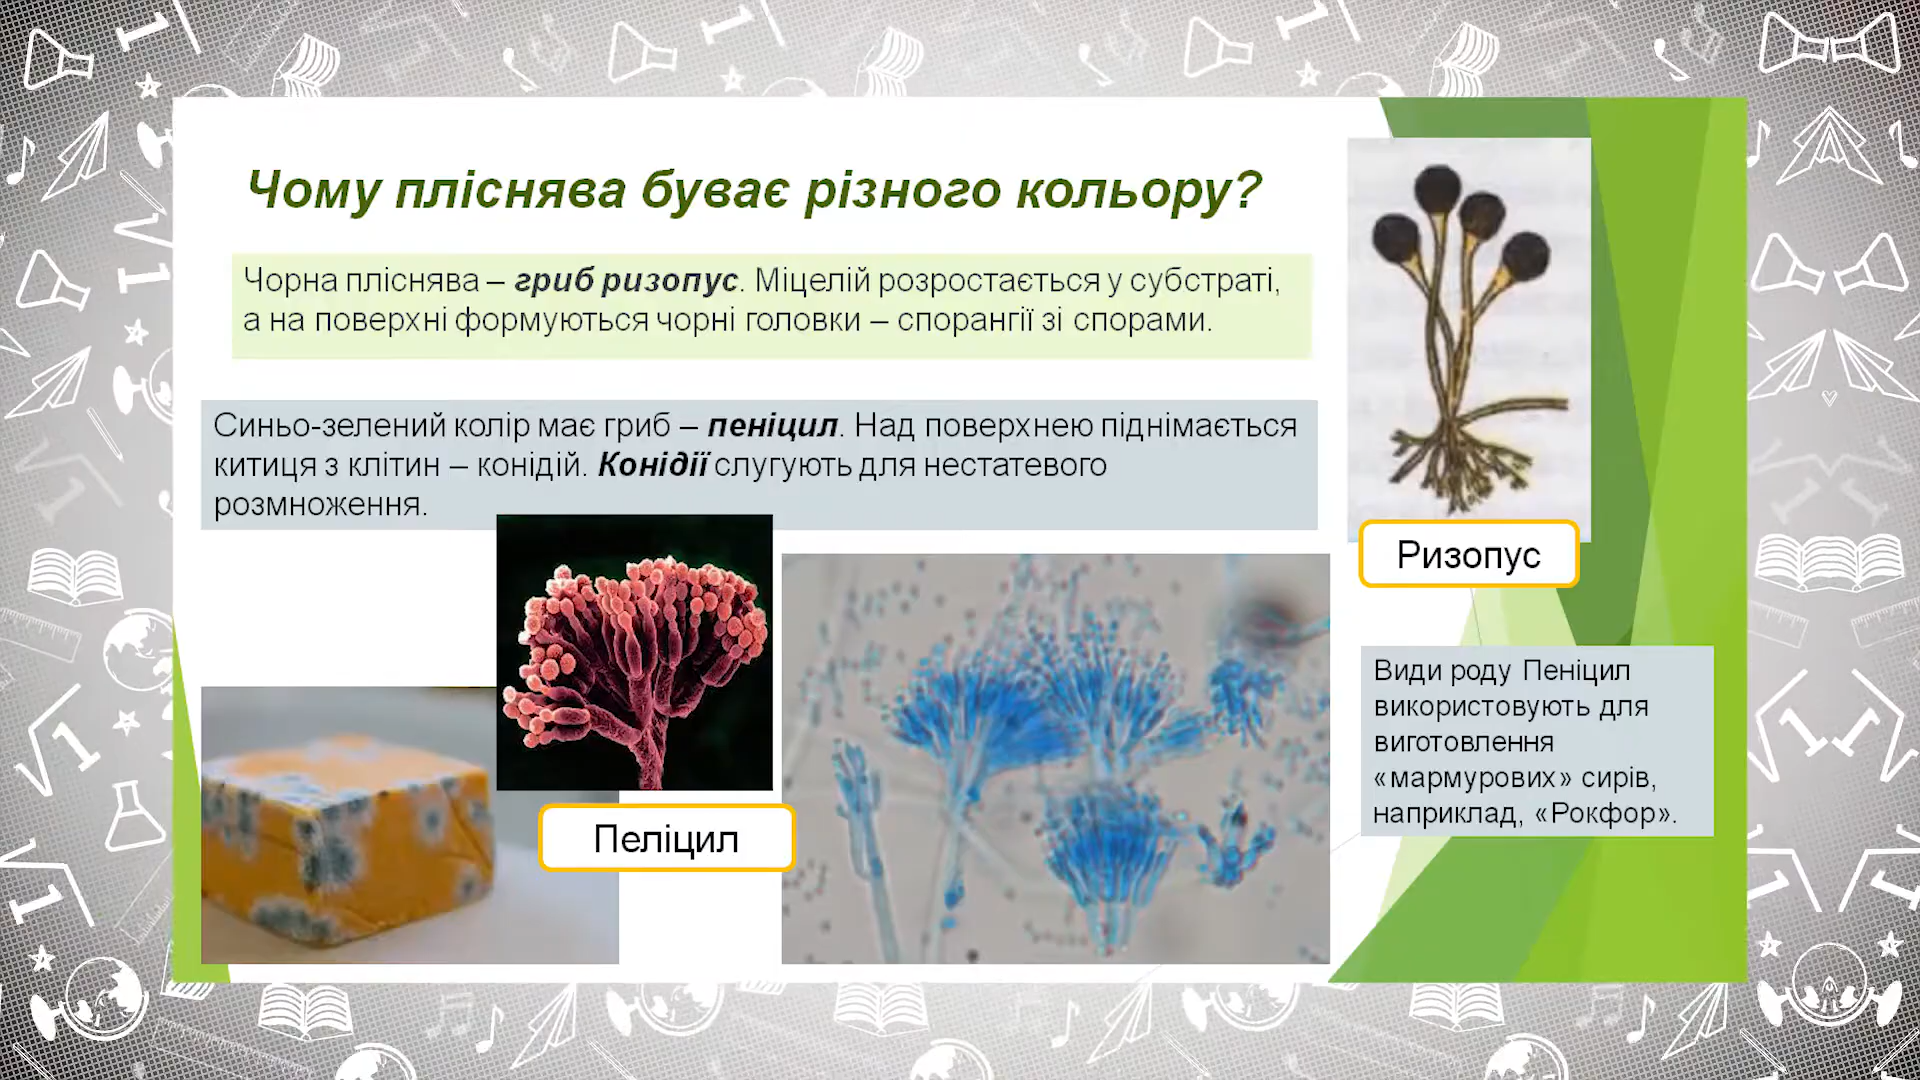 Чому пліснява буває різного кольору?
Чорна пліснява – гриб ризопус. Міцелій розростається у субстраті,
а на поверхні формуються чорні головки – спорангії зі спорами.
Синьо-зелений колір має гриб – пеніцил. Над поверхнею піднімається
китиця з клітин – конідій. Конідії слугують для нестатевого
розмноження.
Ризопус
Пеліцил
Види роду Пеніцил
використовують для
виготовлення
«мармурових» сирів,
наприклад, «Рокфор».